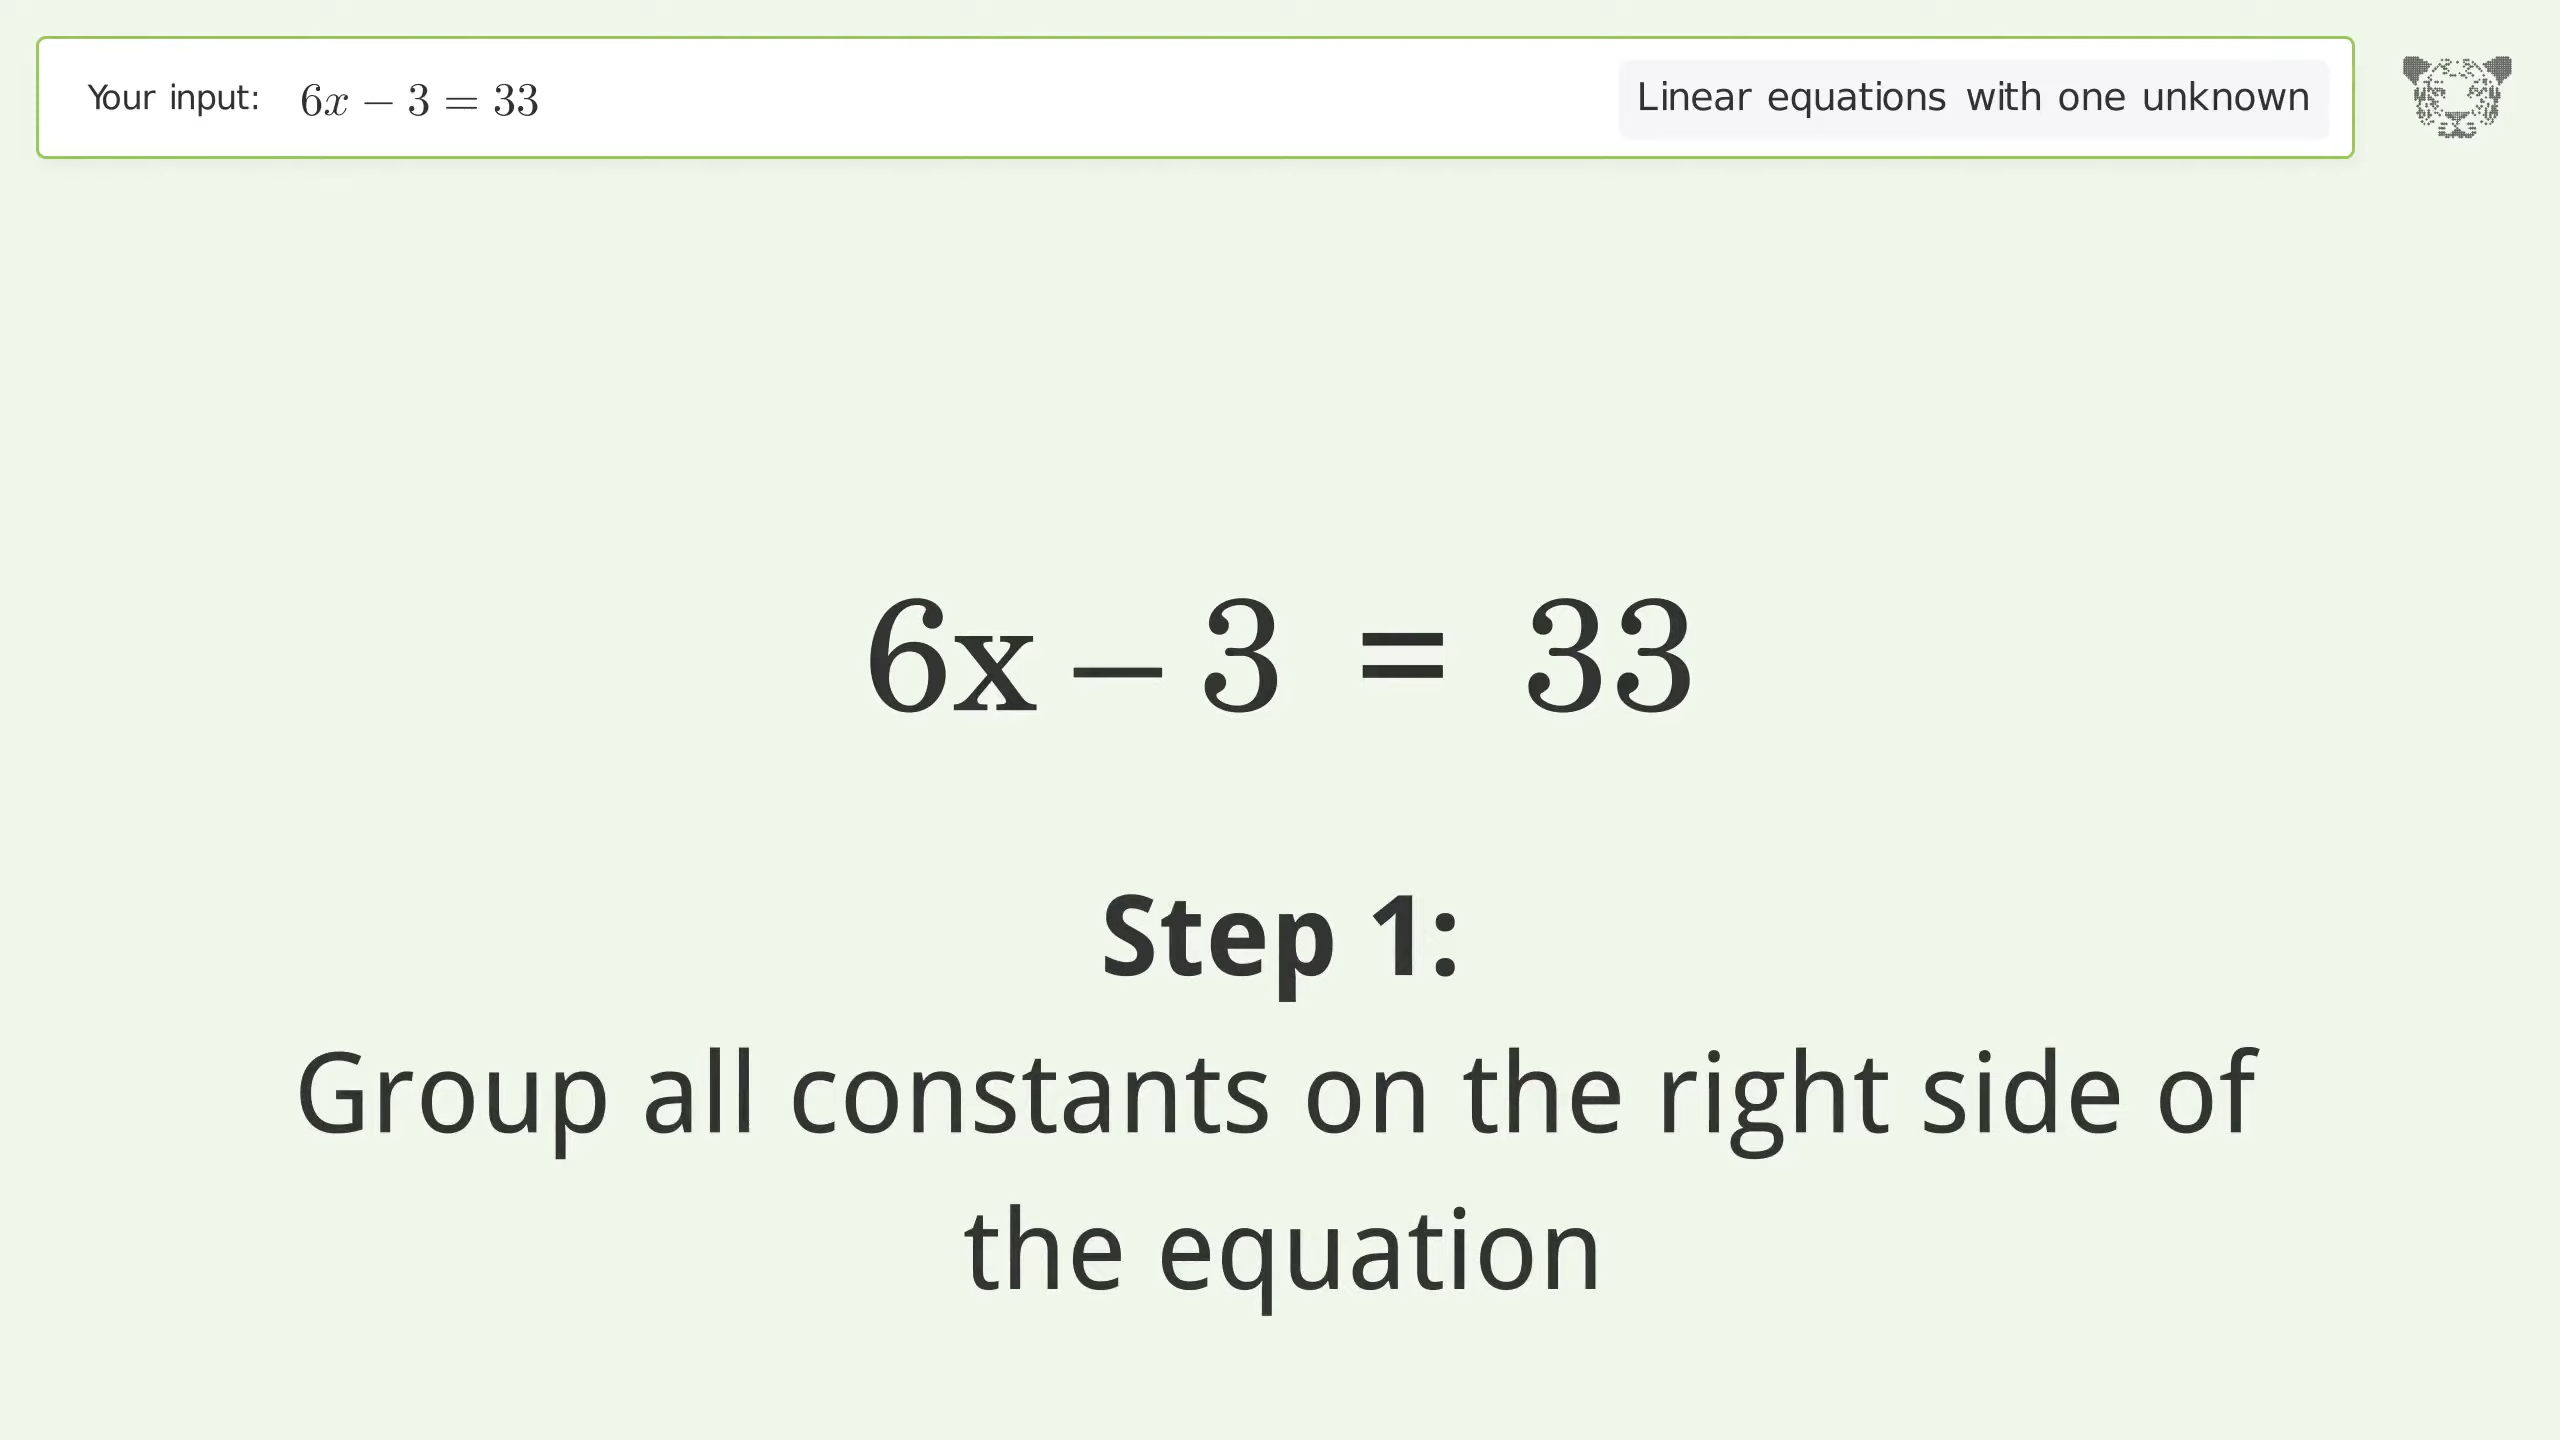 Your input: 6x − 3 = 33
Linear equations with one unknown
6x – 3 = 33
Step 1:
Group all constants on the right side of
the equation